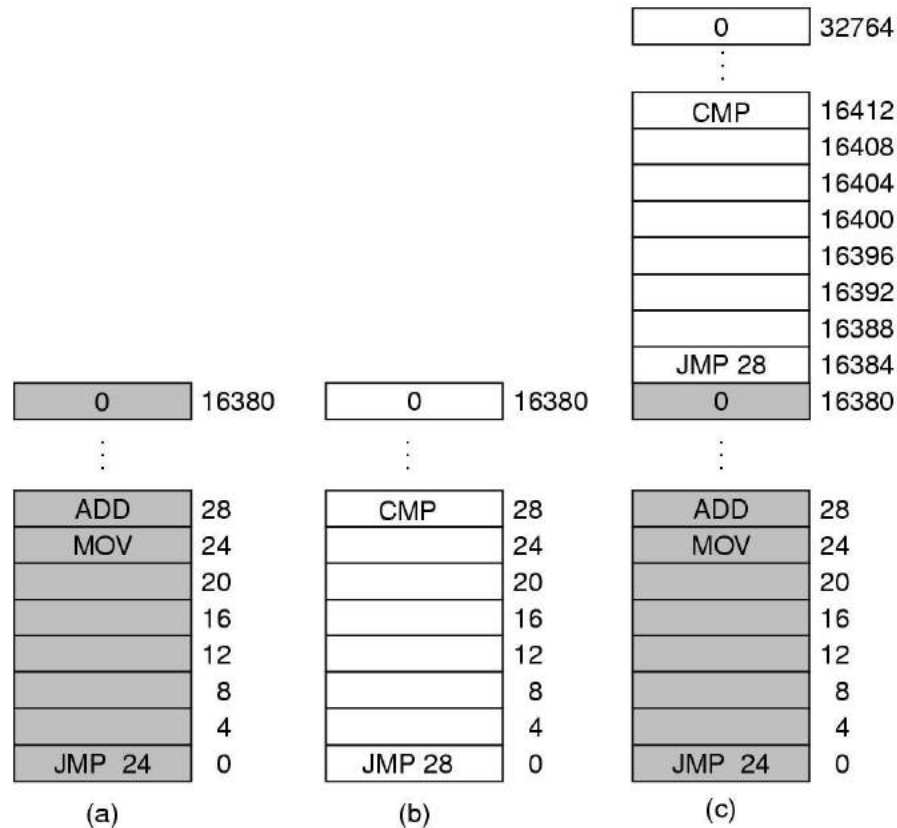 0 32764
CMP 16412
16408
16404
16400
16396
16392
16388
JMP 28 16384
0 16380 0 16380 0 16380
ADD 28 CMP 28 ADD 28
MOV 24 24 MOV 24
20 20 20
16 16 16
12 12 12
8 8 8
4 4 4
JMP 24 0 JMP 28 0 JMP 24 0
(a) (b) (c)